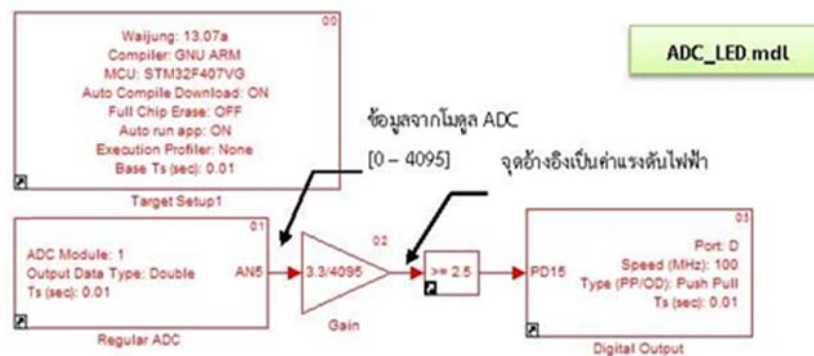 00
Waijung: 13.07a
Compiler: GNU ARM
MCU: STM32F407VG
Auto Compile Download: ON
Full Chip Erase: OFF
Auto run app: ON
Execution Profiler: None
Base Ts (sec): 0.01
Target Setup1
ADC_LED.mdl
ข้อมูลจากโมดูล ADC
[0 – 4095]
จุดอ้างอิงเป็นค่าแรงดันไฟฟ้า
01
ADC Module: 1
Output Data Type: Double
Ts (sec): 0.01
AN5
Regular ADC
02
3.3/4095
Gain
>= 2.5
03
PD15
Port: D
Speed (MHz): 100
Type (PP/OD): Push Pull
Ts (sec): 0.01
Digital Output